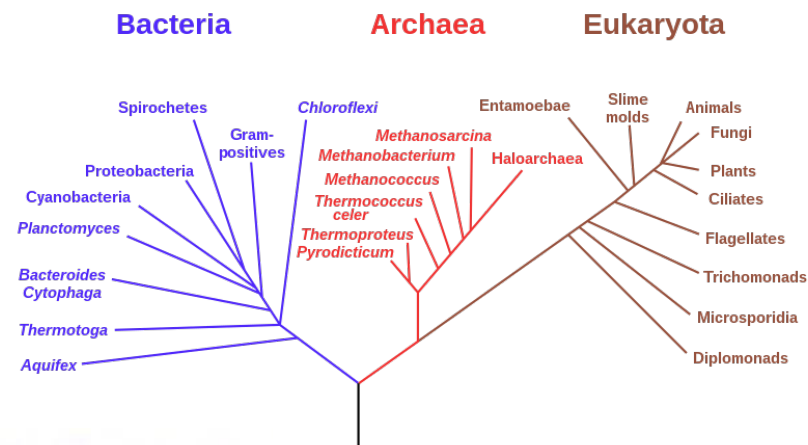 Bacteria
Archaea
Eukaryota
Spirochetes
Gram-
positives
Chloroflexi
Proteobacteria
Cyanobacteria
Planctomyces
Bacteroides
Cytophaga
Thermotoga
Aquifex
Methanosarcina
Methanobacterium
Haloarchaea
Methanococcus
Thermococcus
celer
Thermoproteus
Pyrodicticum
Entamoebae
Slime
molds
Animals
Fungi
Plants
Ciliates
Flagellates
Trichomonads
Microsporidia
Diplomonads